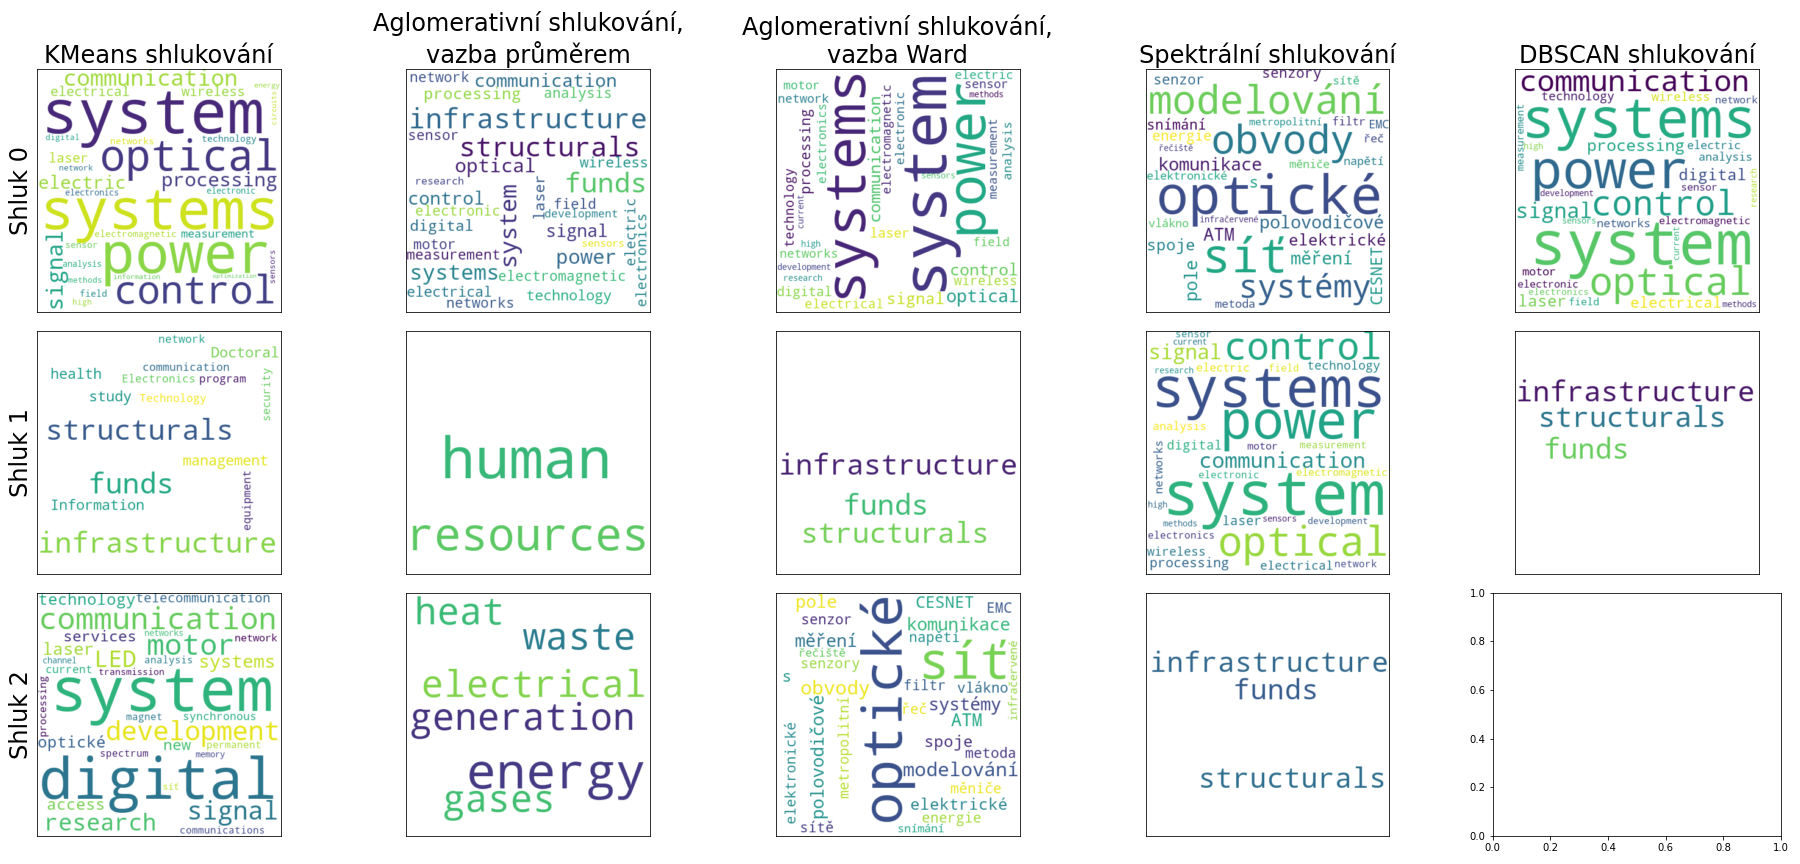 KMeans shlukování
Aglomerativní shlukování,
vazba průměrem
Aglomerativní shlukování,
vazba Ward
Spektrální shlukování
DBSCAN shlukování
Shluk 0
communication
energy
electrical
wireless
circuits
system
digital
networks
technology
laser
optical
network
processing
electric
electronics
electronic
systems
electromagnetic
measurement
signal
sensor
power
analysis
methods
information
optimization
sensors
field
control
high
network
communication
processing
analysis
infrastructure
sensor
structurals
optical
wireless
research
laser
funds
control
system
field
electronic
development
digital
signal
electric
electronics
motor
sensors
measurement
power
systems
electromagnetic
electrical
technology
networks
motor
network
electric
sensor
methods
technology
processing
electronics
systems
communication
electromagnetic
electronic
system
power
measurement
analysis
current
sensors
high
laser
field
networks
development
control
research
wireless
digital
signal
optical
electrical
senzor
senzory
sítě
modelování
metropolitní
snímání
filtr
EMC
energie
obvody
řeč
řečiště
komunikace
měniče
napětí
elektronické
s
optické
vlákno
infračervené
polovodičové
ATM
spoje
elektrické
síť
měření
pole
systémy
CESNET
metoda
communication
technology
wireless
network
measurement
systems
high
processing
electric
analysis
power
digital
development
sensor
research
signal
control
sensors
networks
electromagnetic
system
current
motor
optical
electronic
electronics
laser
field
electrical
methods
Shluk 1
network
Doctoral
communication
health
Electronics
program
security
study
Technology
structurals
management
funds
equipment
Information
infrastructure
human
resources
infrastructure
funds
structurals
sensor
current
signal
control
research
electric
field
technology
systems
power
analysis
digital
motor
measurement
networks
communication
electronic
electromagnetic
system
high
methods
laser
sensors
development
electronics
optical
wireless
processing
electrical
network
infrastructure
structurals
funds
Shluk 2
technology
telecommunication
communication
services
networks
motor
network
laser
channel
LED
analysis
systems
current
transmission
system
processing
magnet
synchronous
development
optické
new
permanent
spectrum
memory
digital
síť
access
signal
research
communications
heat
waste
electrical
generation
energy
gases
pole
CESNET
EMC
senzor
komunikace
měření
napětí
řečiště
senzory
optické
síť
infračervené
s
obvody
filtr
vlákno
řeč
systémy
ATM
elektronické
polovodičové
metropolitní
spoje
metoda
modelování
měniče
elektrické
energie
sítě
snímání
infrastructure
funds
structurals
1.0
0.8
0.6
0.4
0.2
0.0
0.0 0.2 0.4 0.6 0.8 1.0